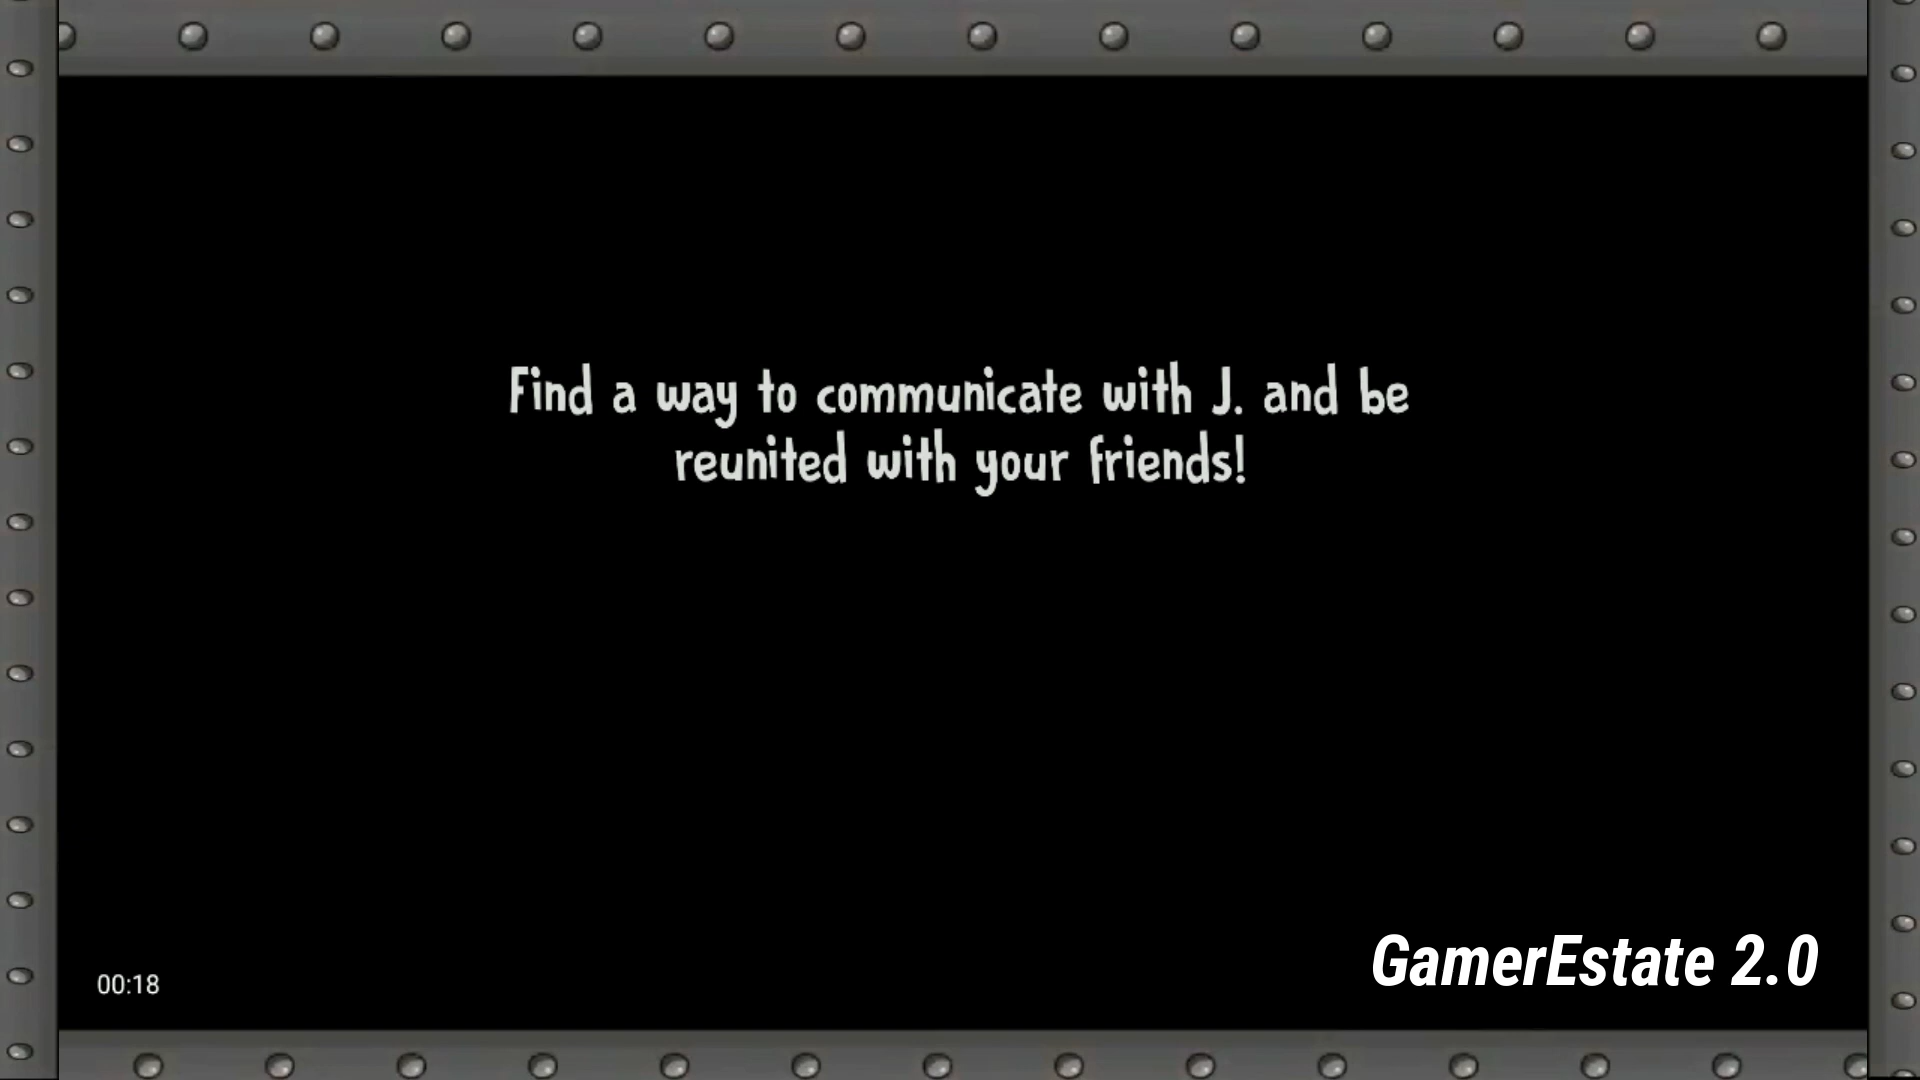 Find a way to communicate with J. and be
reunited with your friends!
GamerEstate 2.0
00:18